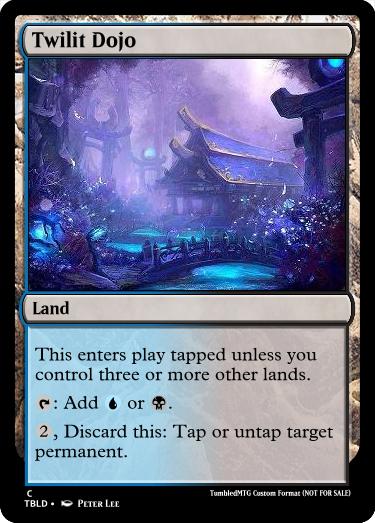 Twilit Dojo
Land
This enters play tapped unless you
control three or more other lands.
: Add or .
2, Discard this: Tap or untap target
permanent.
C
TBLD • Peter Lee
TumbledMTG Custom Format (NOT FOR SALE)